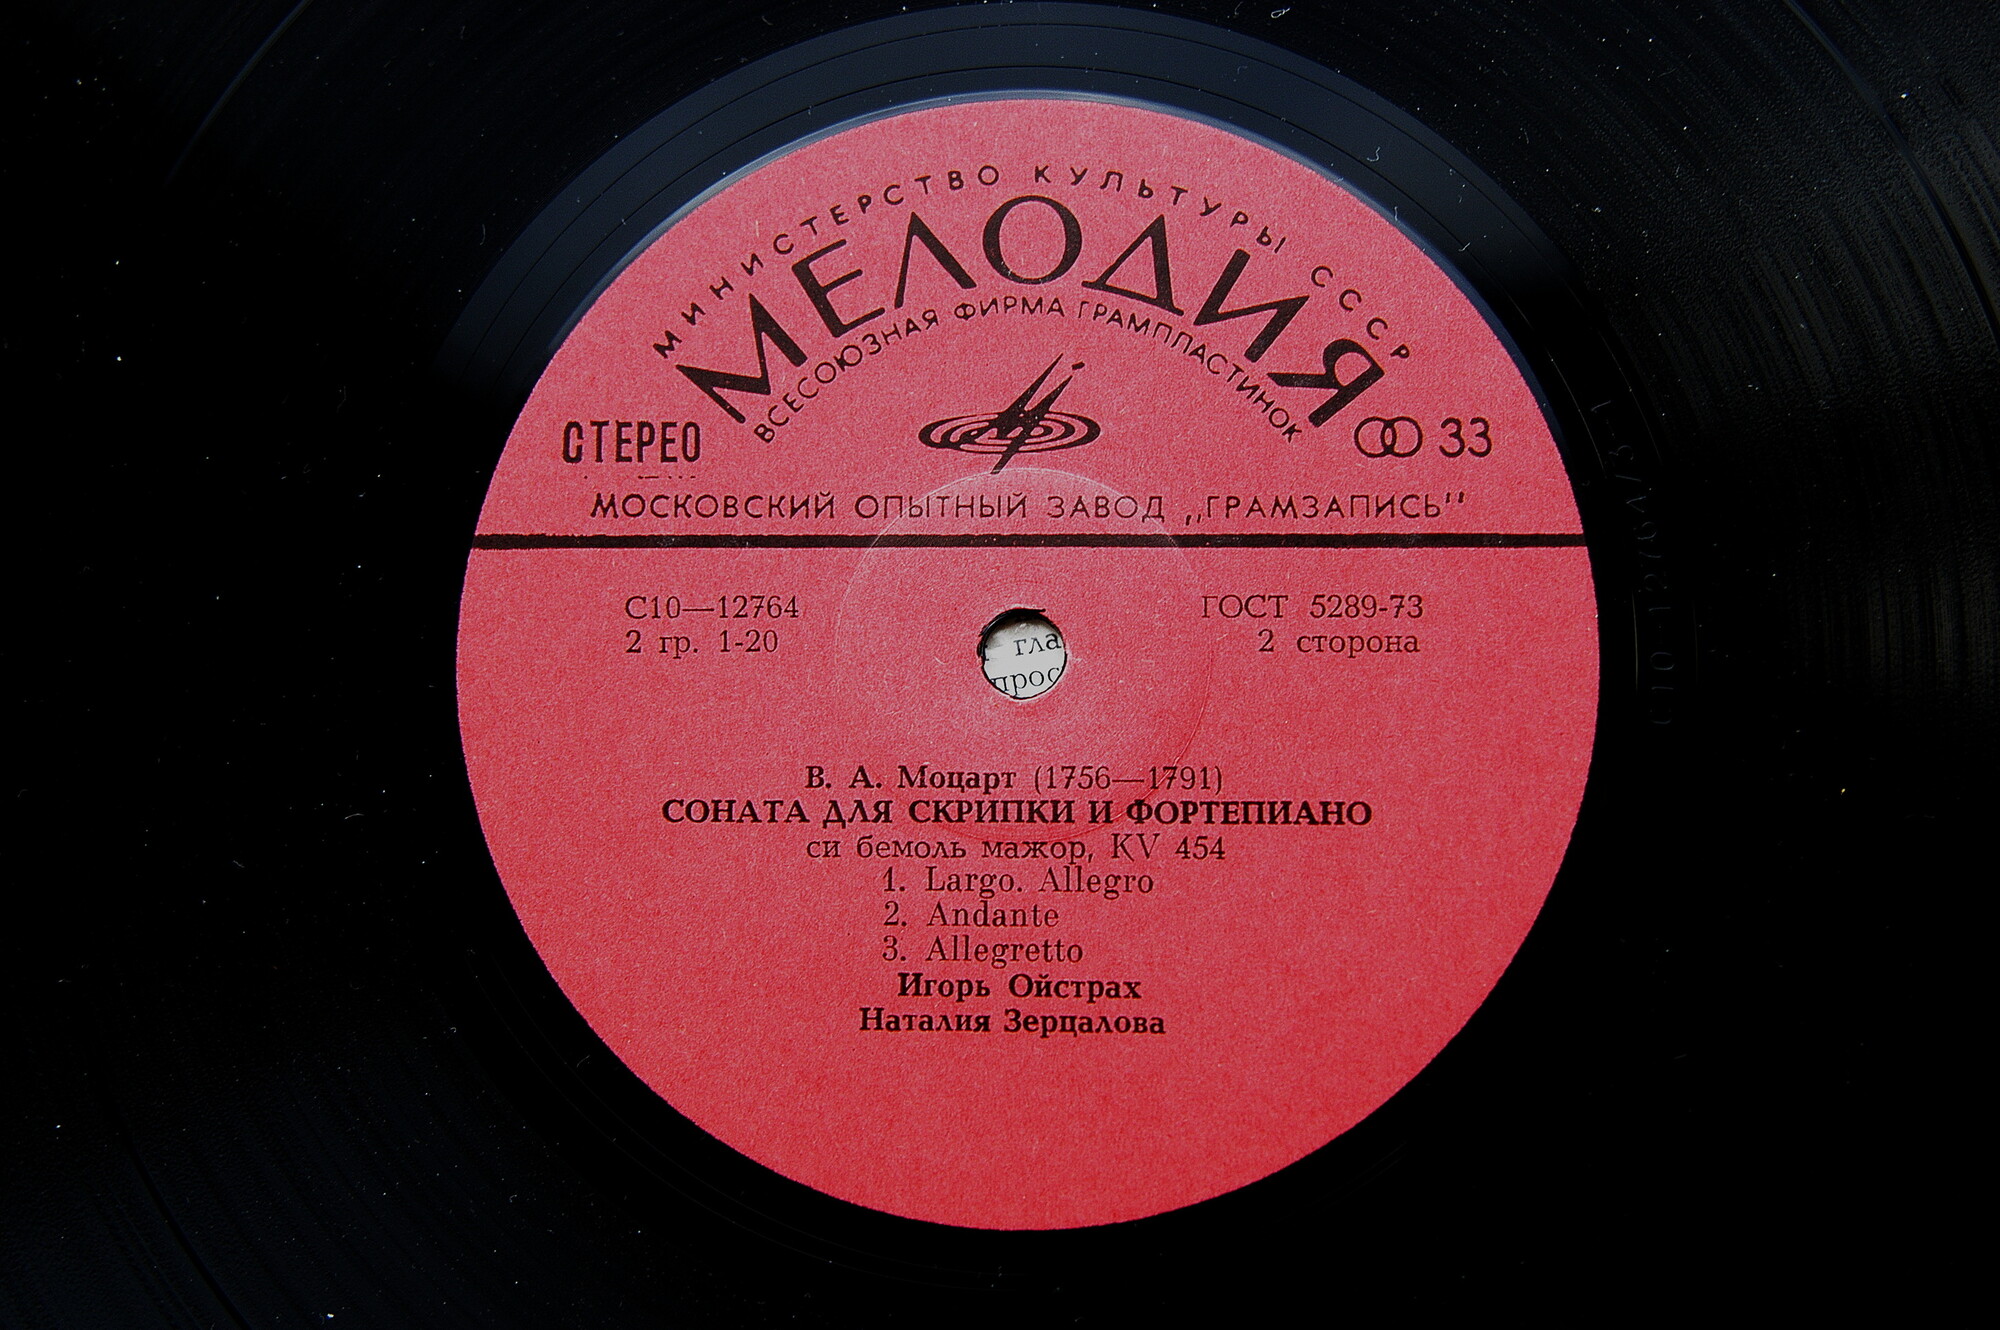 МИНИСТЕРСТВО КУЛЬТУРЫ СССР
МЕЛОДИЯ
ВСЕСОЮЗНАЯ ФИРМА ГРАМПЛАСТИНОК
СТЕРЕО
33
МОСКОВСКИЙ ОПЫТНЫЙ ЗАВОД „ГРАМЗАПИСЬ"
С10—12764
ГОСТ 5289-73
2 гр. 1-20
2 сторона
гла
прос
В. А. Моцарт (1756—1791)
СОНАТА ДЛЯ СКРИПКИ И ФОРТЕПИАНО
си бемоль мажор, KV 454
1. Largo. Allegro
2. Andante
3. Allegretto
Игорь Ойстрах
Наталия Зерцалова